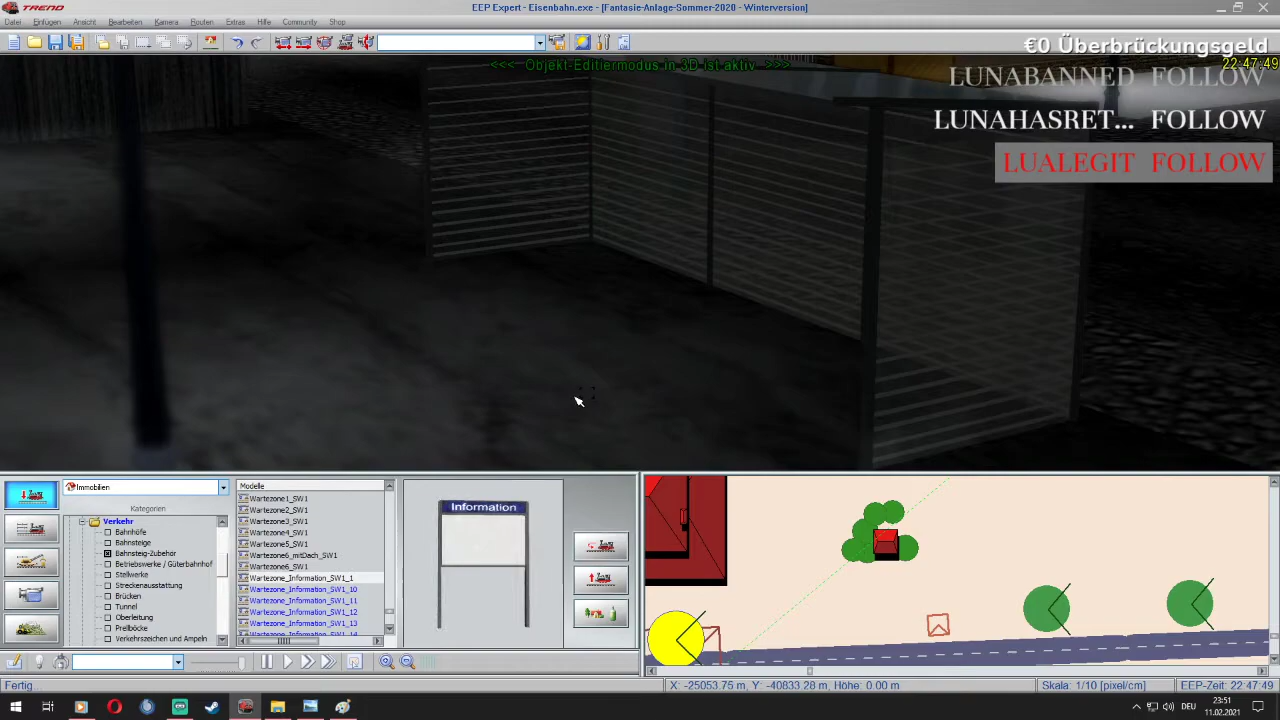 TREND
EEP Expert - Eisenbahn.exe - [Fantasie-Anlage-Sommer-2020 - Winterversion]
Datei Einfügen Ansicht Bearbeiten Kamera Routen Extras Hilfe Community Shop
€0 Überbrückungsgeld
<<< Objekt-Editiermodus in 3D ist aktiv >>>
22:47:49
LUNABANNED FOLLOW
LUNAHASRET... FOLLOW
LUALEGIT FOLLOW
Immobilien
Kategorien
Verkehr
Bahnhöfe
Bahnsteige
Bahnsteig-Zubehör
Betriebswerke / Güterbahnhof
Stellwerke
Streckenausstattung
Brücken
Tunnel
Oberleitung
Prellböcke
Verkehrszeichen und Ampeln
Modelle
Wartezone1_SW1
Wartezone2_SW1
Wartezone3_SW1
Wartezone4_SW1
Wartezone5_SW1
Wartezone6_mitDach_SW1
Wartezone6_SW1
Wartezone_Information_SW1_1
Wartezone_Information_SW1_10
Wartezone_Information_SW1_11
Wartezone_Information_SW1_12
Wartezone_Information_SW1_13
Wartezone_Information_SW1_14
Information
Fertig...
X: -25053.75 m, Y: -40833.28 m, Höhe: 0.00 m
Skala: 1/10 [pixel/cm]
EEP-Zeit: 22:47:49
DEU
23:51
11.02.2021